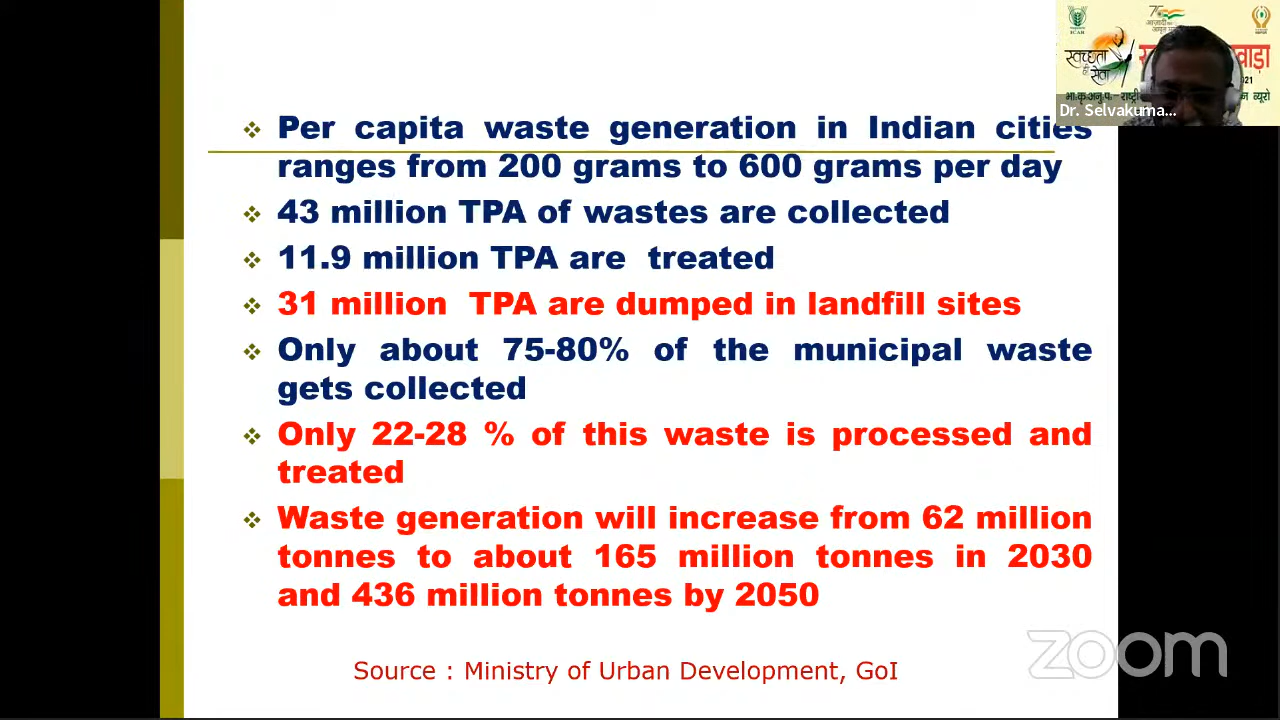 Per capita waste generation in Indian cities
ranges from 200 grams to 600 grams per day
43 million TPA of wastes are collected
11.9 million TPA are treated
31 million TPA are dumped in landfill sites
Only about 75-80% of the municipal waste
gets collected
Only 22-28 % of this waste is processed and
treated
Waste generation will increase from 62 million
tonnes to about 165 million tonnes in 2030
and 436 million tonnes by 2050
Source : Ministry of Urban Development, GoI
ICAR
स्वच्छता
ही
सेवा
भा.कृ.अनु.प.- राष्ट्री
ब्यूरो
Dr. Selvakuma...
zoom